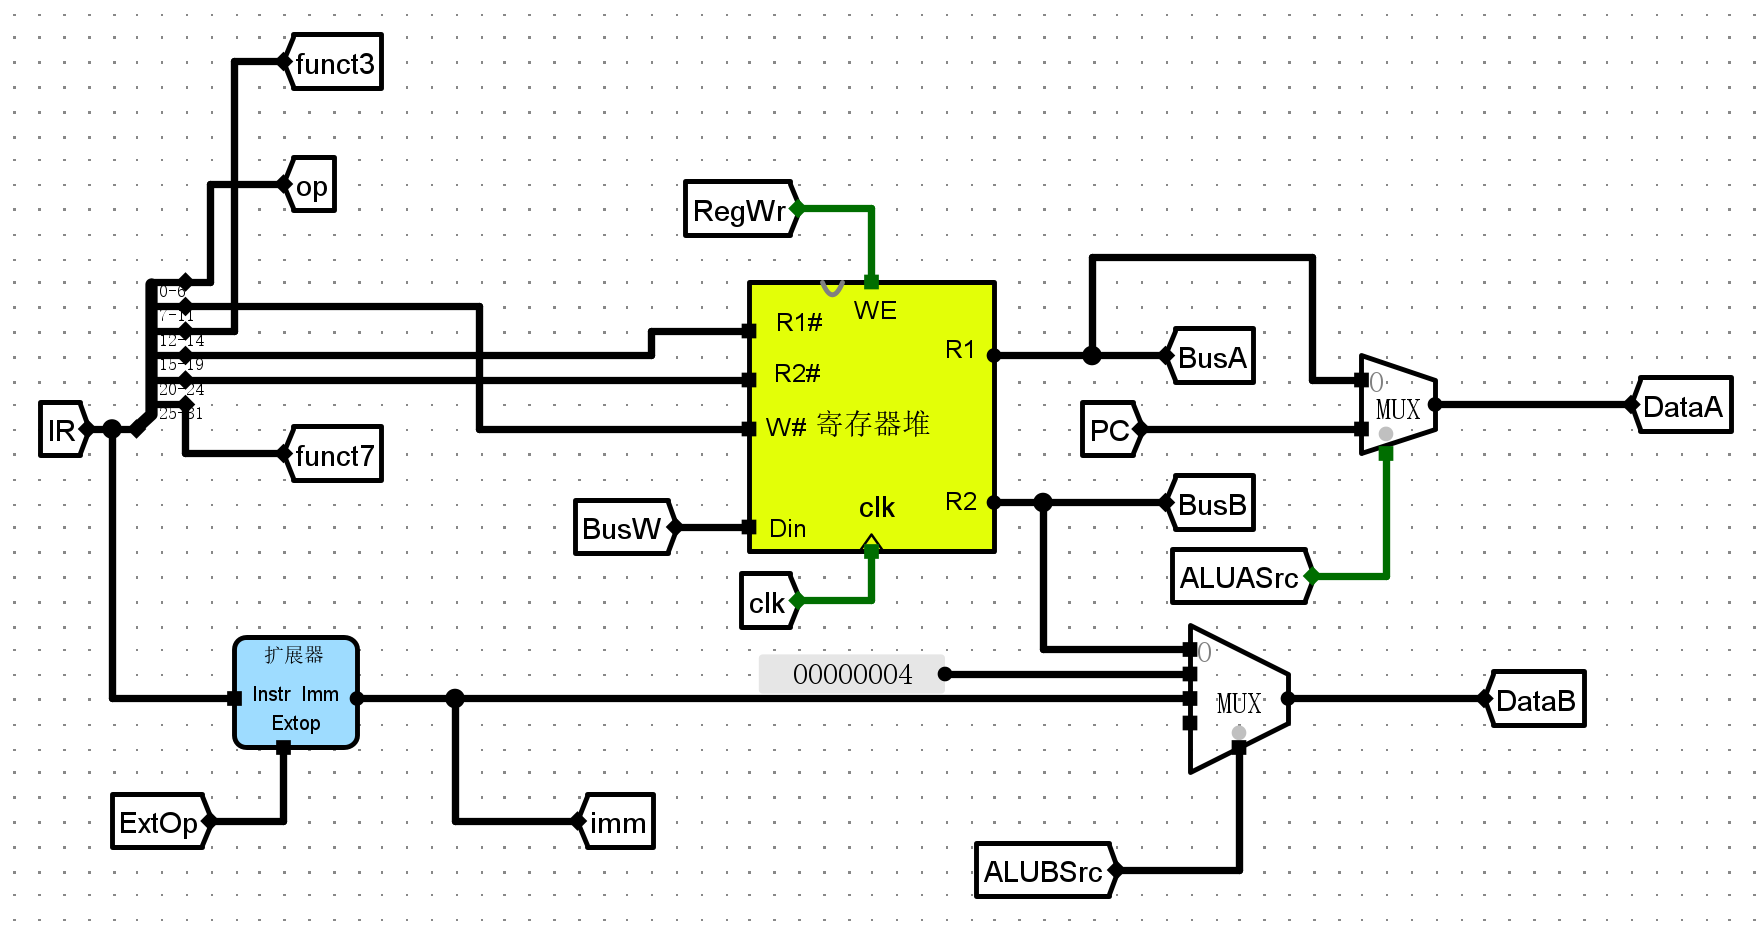 funct3
op
RegWr
0-6
7-11
12-14
15-19
20-24
25-31
IR
funct7
R1#
WE
R2#
W#
寄存器堆
Din
clk
R1
R2
BusW
clk
BusA
PC
BusB
0
MUX
DataA
ALUASrc
扩展器
Instr Imm
Extop
00000004
0
MUX
DataB
ExtOp
imm
ALUBSrc